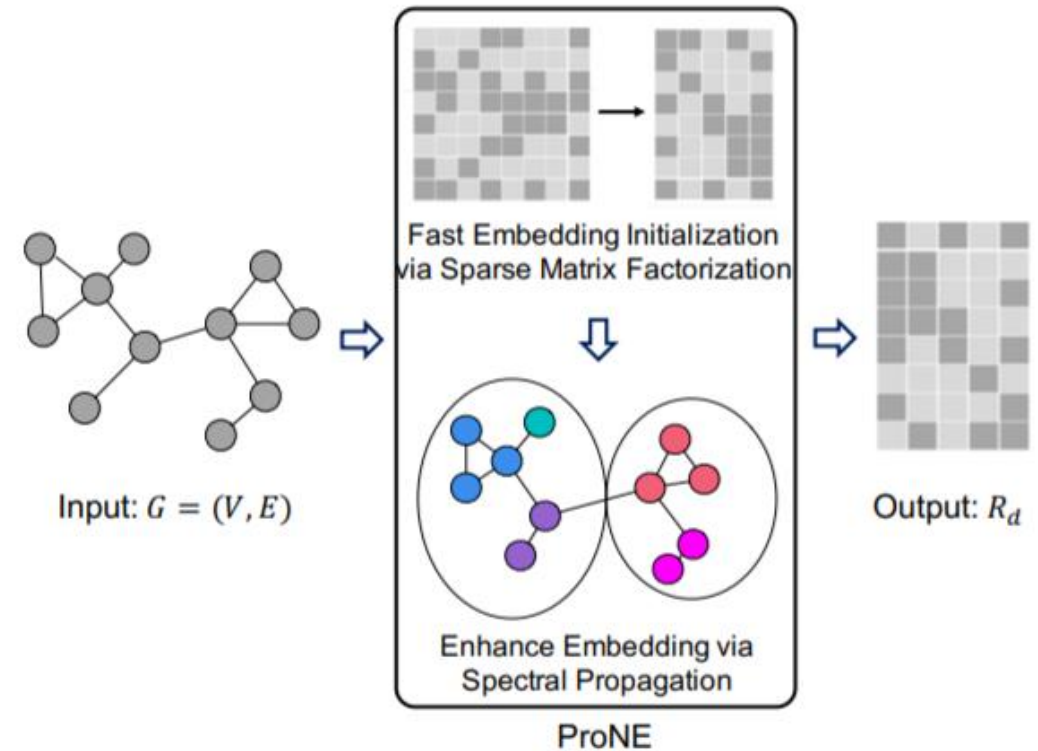 Fast Embedding Initialization
via Sparse Matrix Factorization
Input: G = (V, E)
Output: R_d
Enhance Embedding via
Spectral Propagation
ProNE